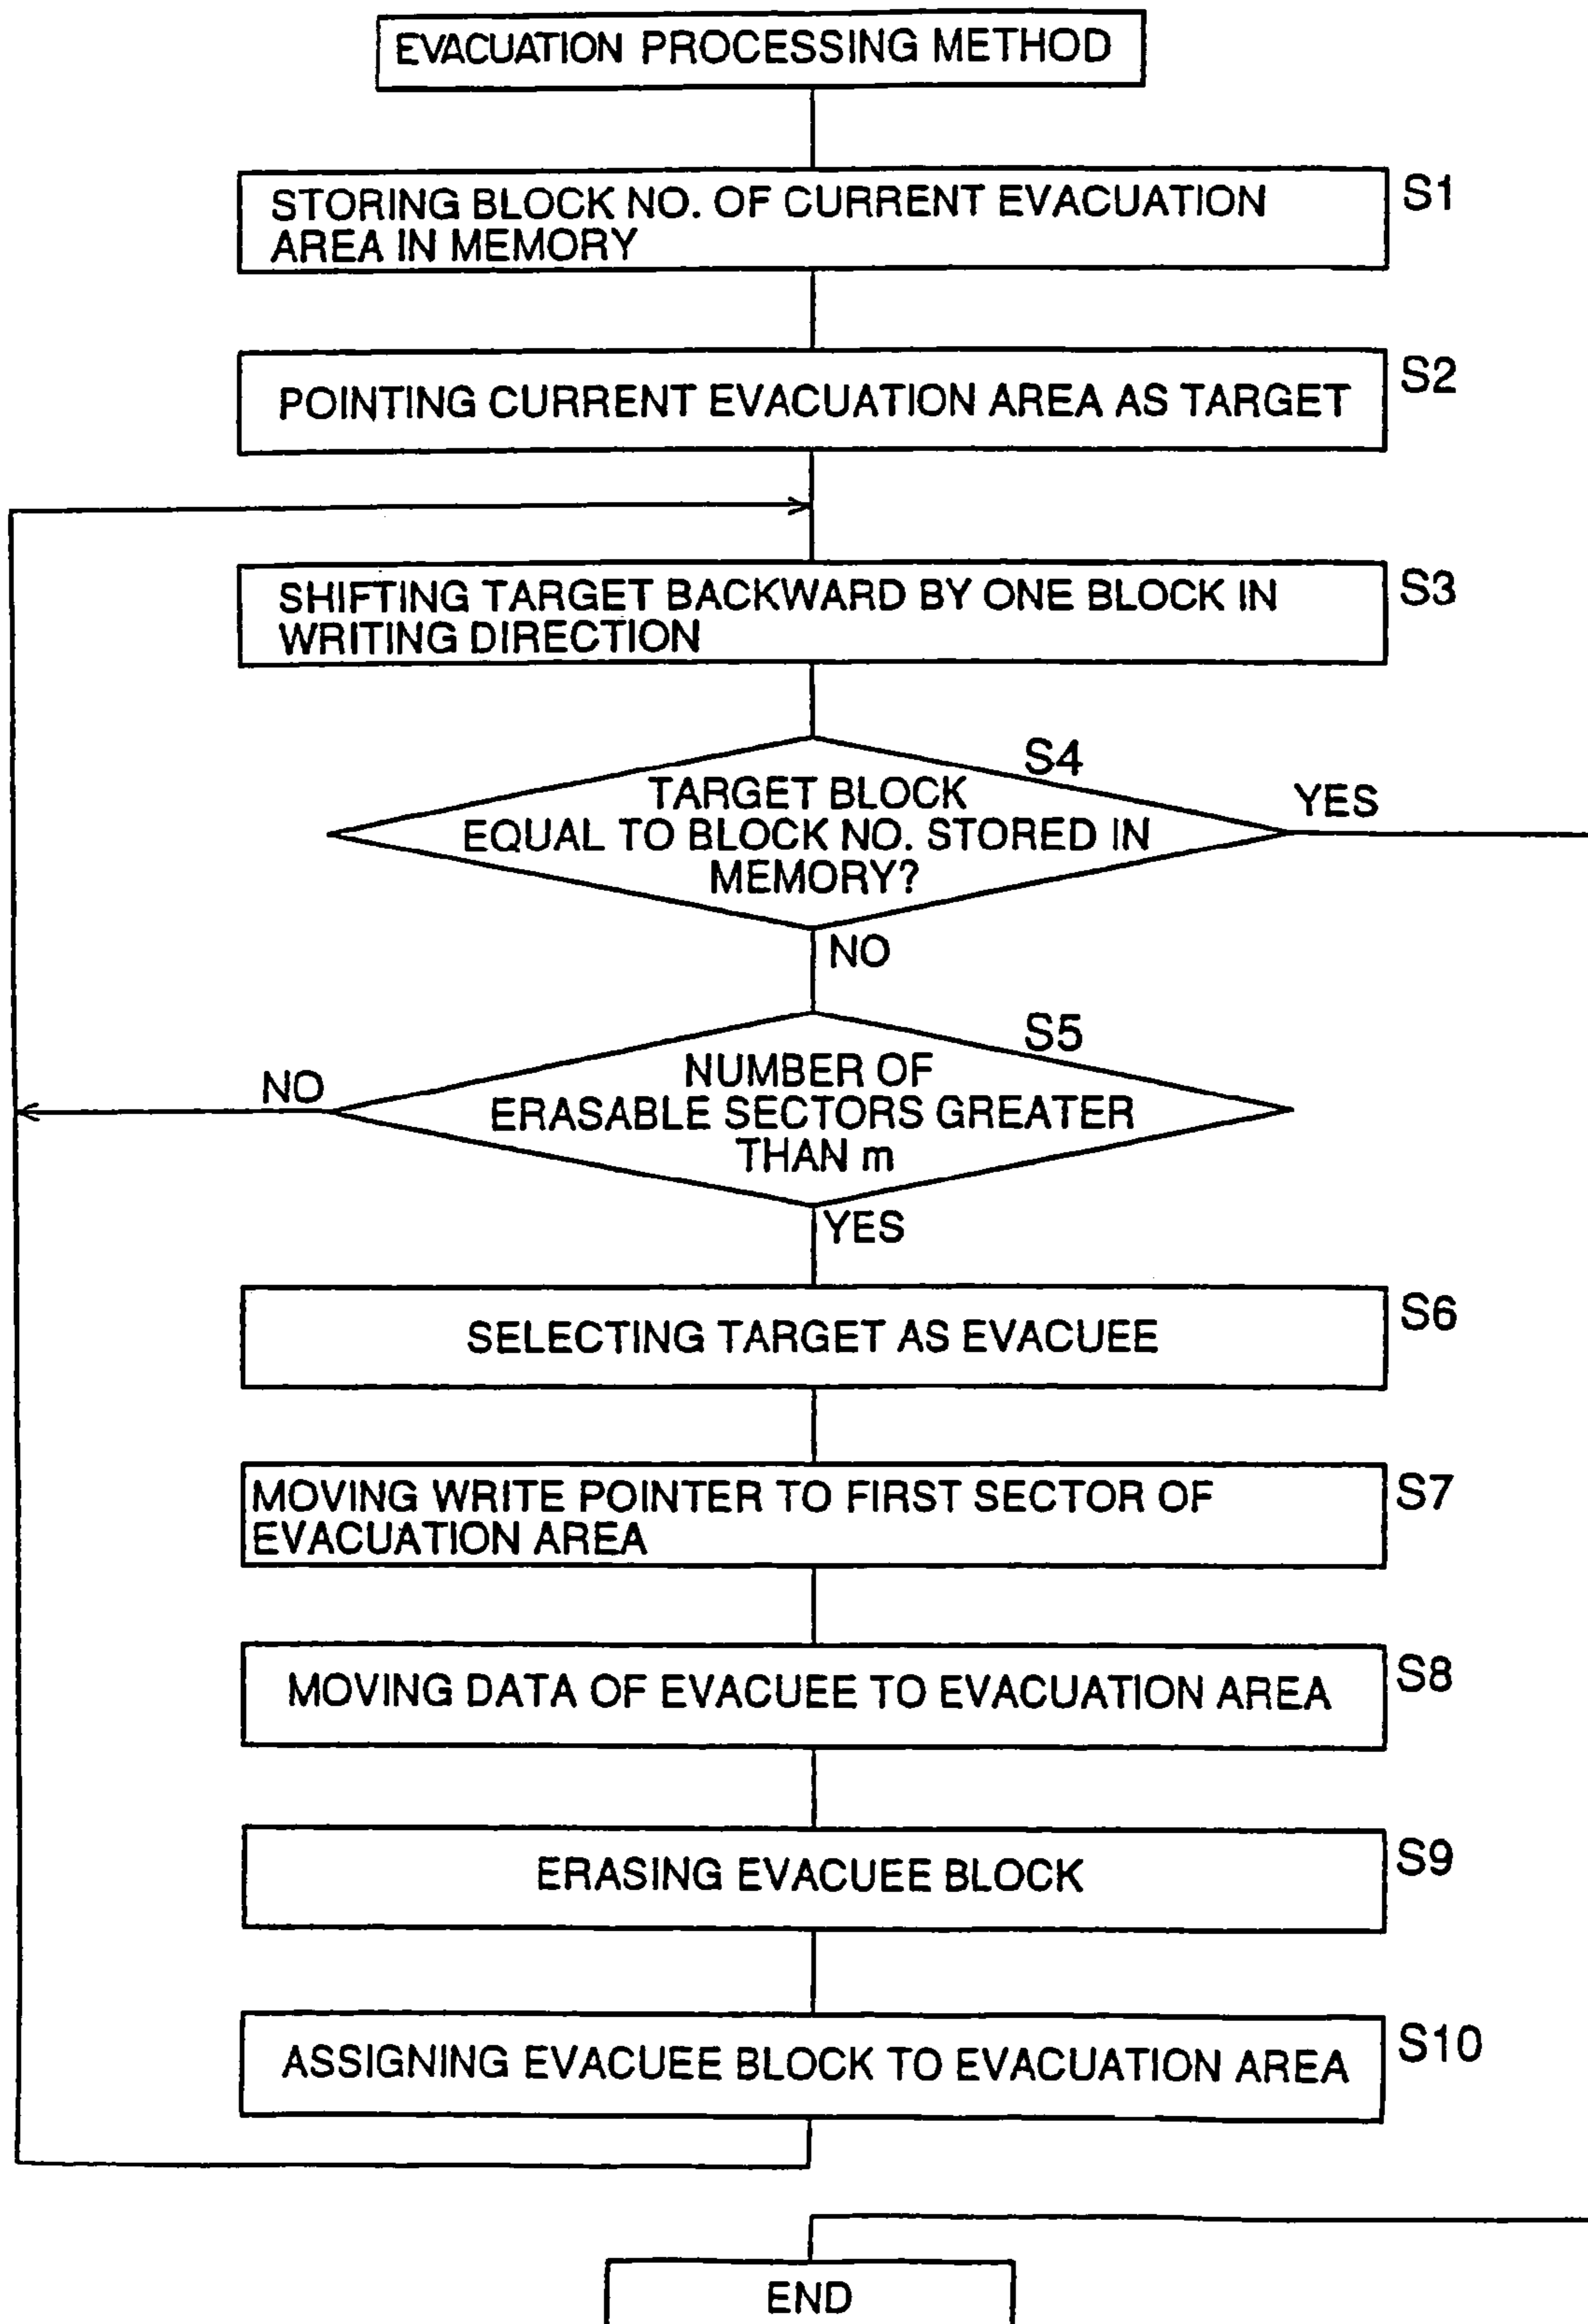 EVACUATION PROCESSING METHOD
STORING BLOCK NO. OF CURRENT EVACUATION
AREA IN MEMORY
S1
POINTING CURRENT EVACUATION AREA AS TARGET
S2
SHIFTING TARGET BACKWARD BY ONE BLOCK IN
WRITING DIRECTION
S3
S4
TARGET BLOCK
EQUAL TO BLOCK NO. STORED IN
MEMORY?
YES
NO
S5
NUMBER OF
ERASABLE SECTORS GREATER
THAN m
NO
YES
SELECTING TARGET AS EVACUEE
S6
MOVING WRITE POINTER TO FIRST SECTOR OF
EVACUATION AREA
S7
MOVING DATA OF EVACUEE TO EVACUATION AREA
S8
ERASING EVACUEE BLOCK
S9
ASSIGNING EVACUEE BLOCK TO EVACUATION AREA
S10
END